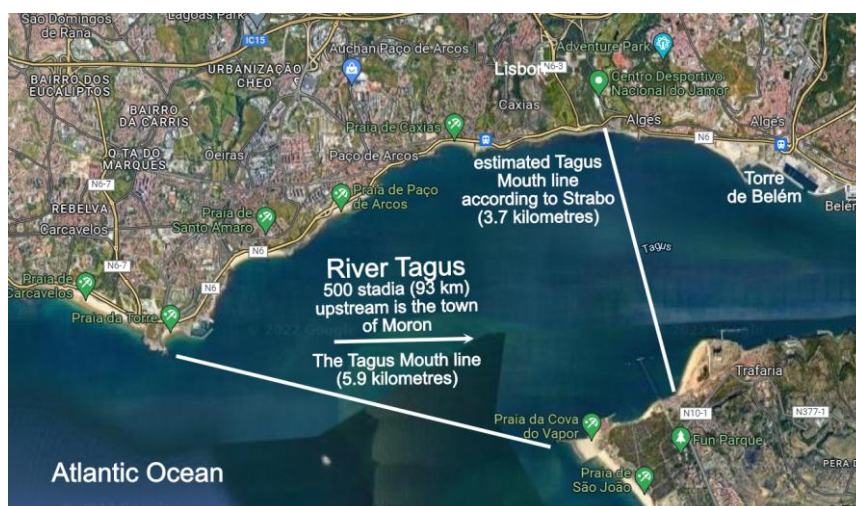 São Domingos
de Rana
Lagoas Park
IC15
Auchan Paço de Arcos
Adventure Park
Lisbon
N6-3
Centro Desportivo
Nacional do Jamor
BAIRRO DOS
EUCALIPTOS
URBANIZAÇÃO
CHEO
Caxias
BAIRRO
DA CARRIS
Praia de Caxias
Algés
N6
Algés
Q.TA DO
MARQUES
Oeiras
Paço de Arcos
estimated Tagus
Mouth line
according to Strabo
(3.7 kilometres)
Torre
de Belém
N6-7
REBELVA
Carcavelos
Praia de
Santo Amaro
Praia de Paço
de Arcos
Tagus
N6
N6-7
Praia de
Carcavelos
River Tagus
500 stadia (93 km)
upstream is the town
of Moron
Praia da Torre
The Tagus Mouth line
(5.9 kilometres)
Trafaria
N10-1
N377-1
Praia da Cova
do Vapor
Fun Parque
Praia de
São João
PERA D
Atlantic Ocean